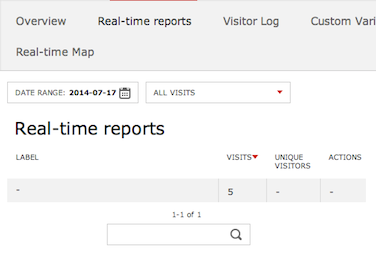 Overview Real-time reports Visitor Log Custom Vari
Real-time Map
DATE RANGE: 2014-07-17 ALL VISITS
Real-time reports
LABEL VISITS UNIQUE VISITORS ACTIONS
- 5 - -
1-1 of 1